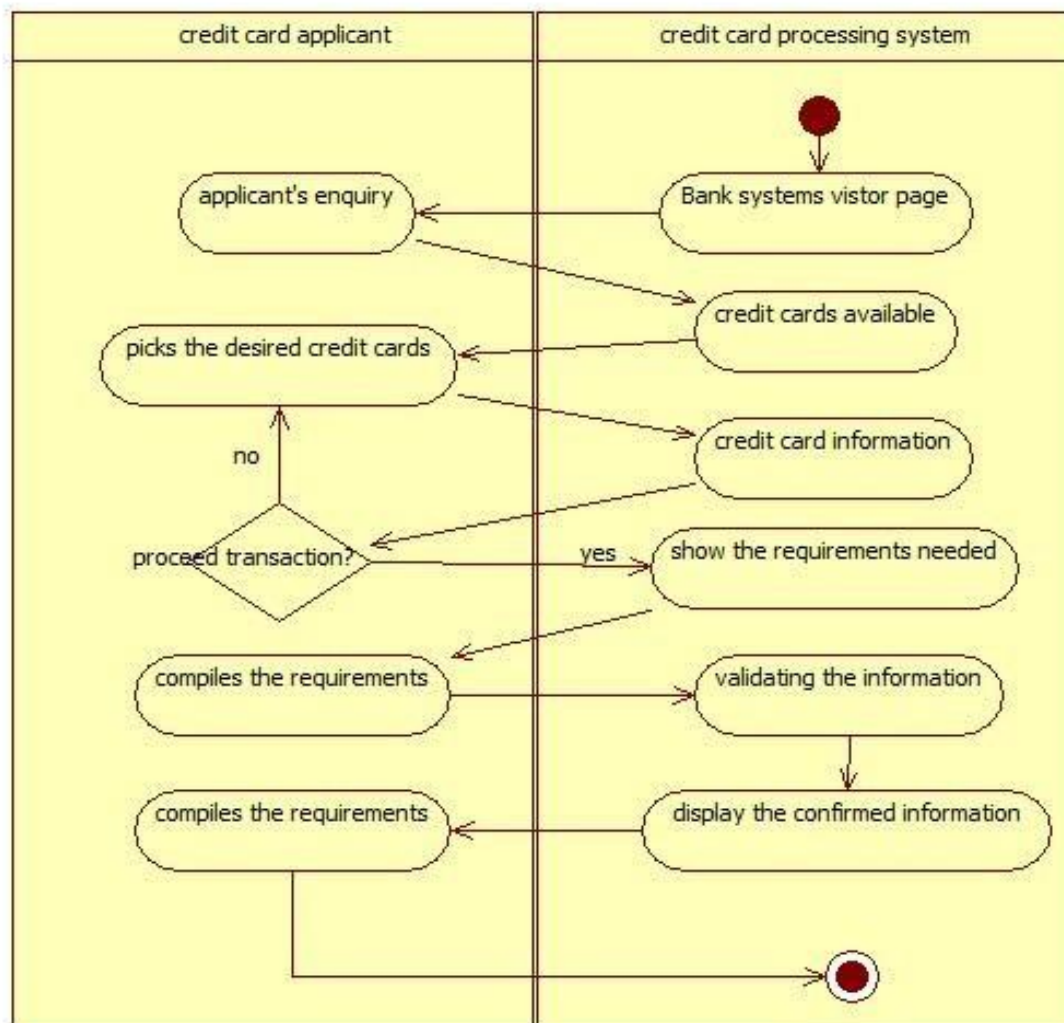 credit card applicant
credit card processing system
Bank systems vistor page
applicant's enquiry
credit cards available
picks the desired credit cards
credit card information
no
proceed transaction?
yes
show the requirements needed
compiles the requirements
validating the information
display the confirmed information
compiles the requirements